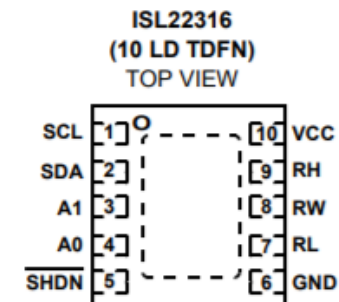 ISL22316
(10 LD TDFN)
TOP VIEW
SCL 1 O 10 VCC
SDA 2 9 RH
A1 3 8 RW
A0 4 7 RL
SHDN 5 6 GND